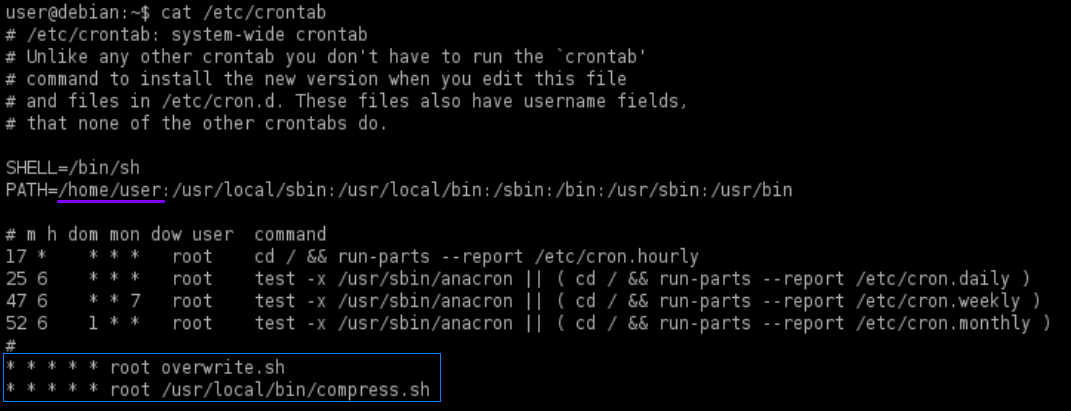 user@debian:~$ cat /etc/crontab
# /etc/crontab: system-wide crontab
# Unlike any other crontab you don't have to run the `crontab'
# command to install the new version when you edit this file
# and files in /etc/cron.d. These files also have username fields,
# that none of the other crontabs do.
SHELL=/bin/sh
PATH=/home/user:/usr/local/sbin:/usr/local/bin:/sbin:/bin:/usr/sbin:/usr/bin
# m h dom mon dow user  command
17 *    * * *   root    cd / && run-parts --report /etc/cron.hourly
25 6    * * *   root    test -x /usr/sbin/anacron || ( cd / && run-parts --report /etc/cron.daily )
47 6    * * 7   root    test -x /usr/sbin/anacron || ( cd / && run-parts --report /etc/cron.weekly )
52 6    1 * *   root    test -x /usr/sbin/anacron || ( cd / && run-parts --report /etc/cron.monthly )
#
* * * * * root overwrite.sh
* * * * * root /usr/local/bin/compress.sh